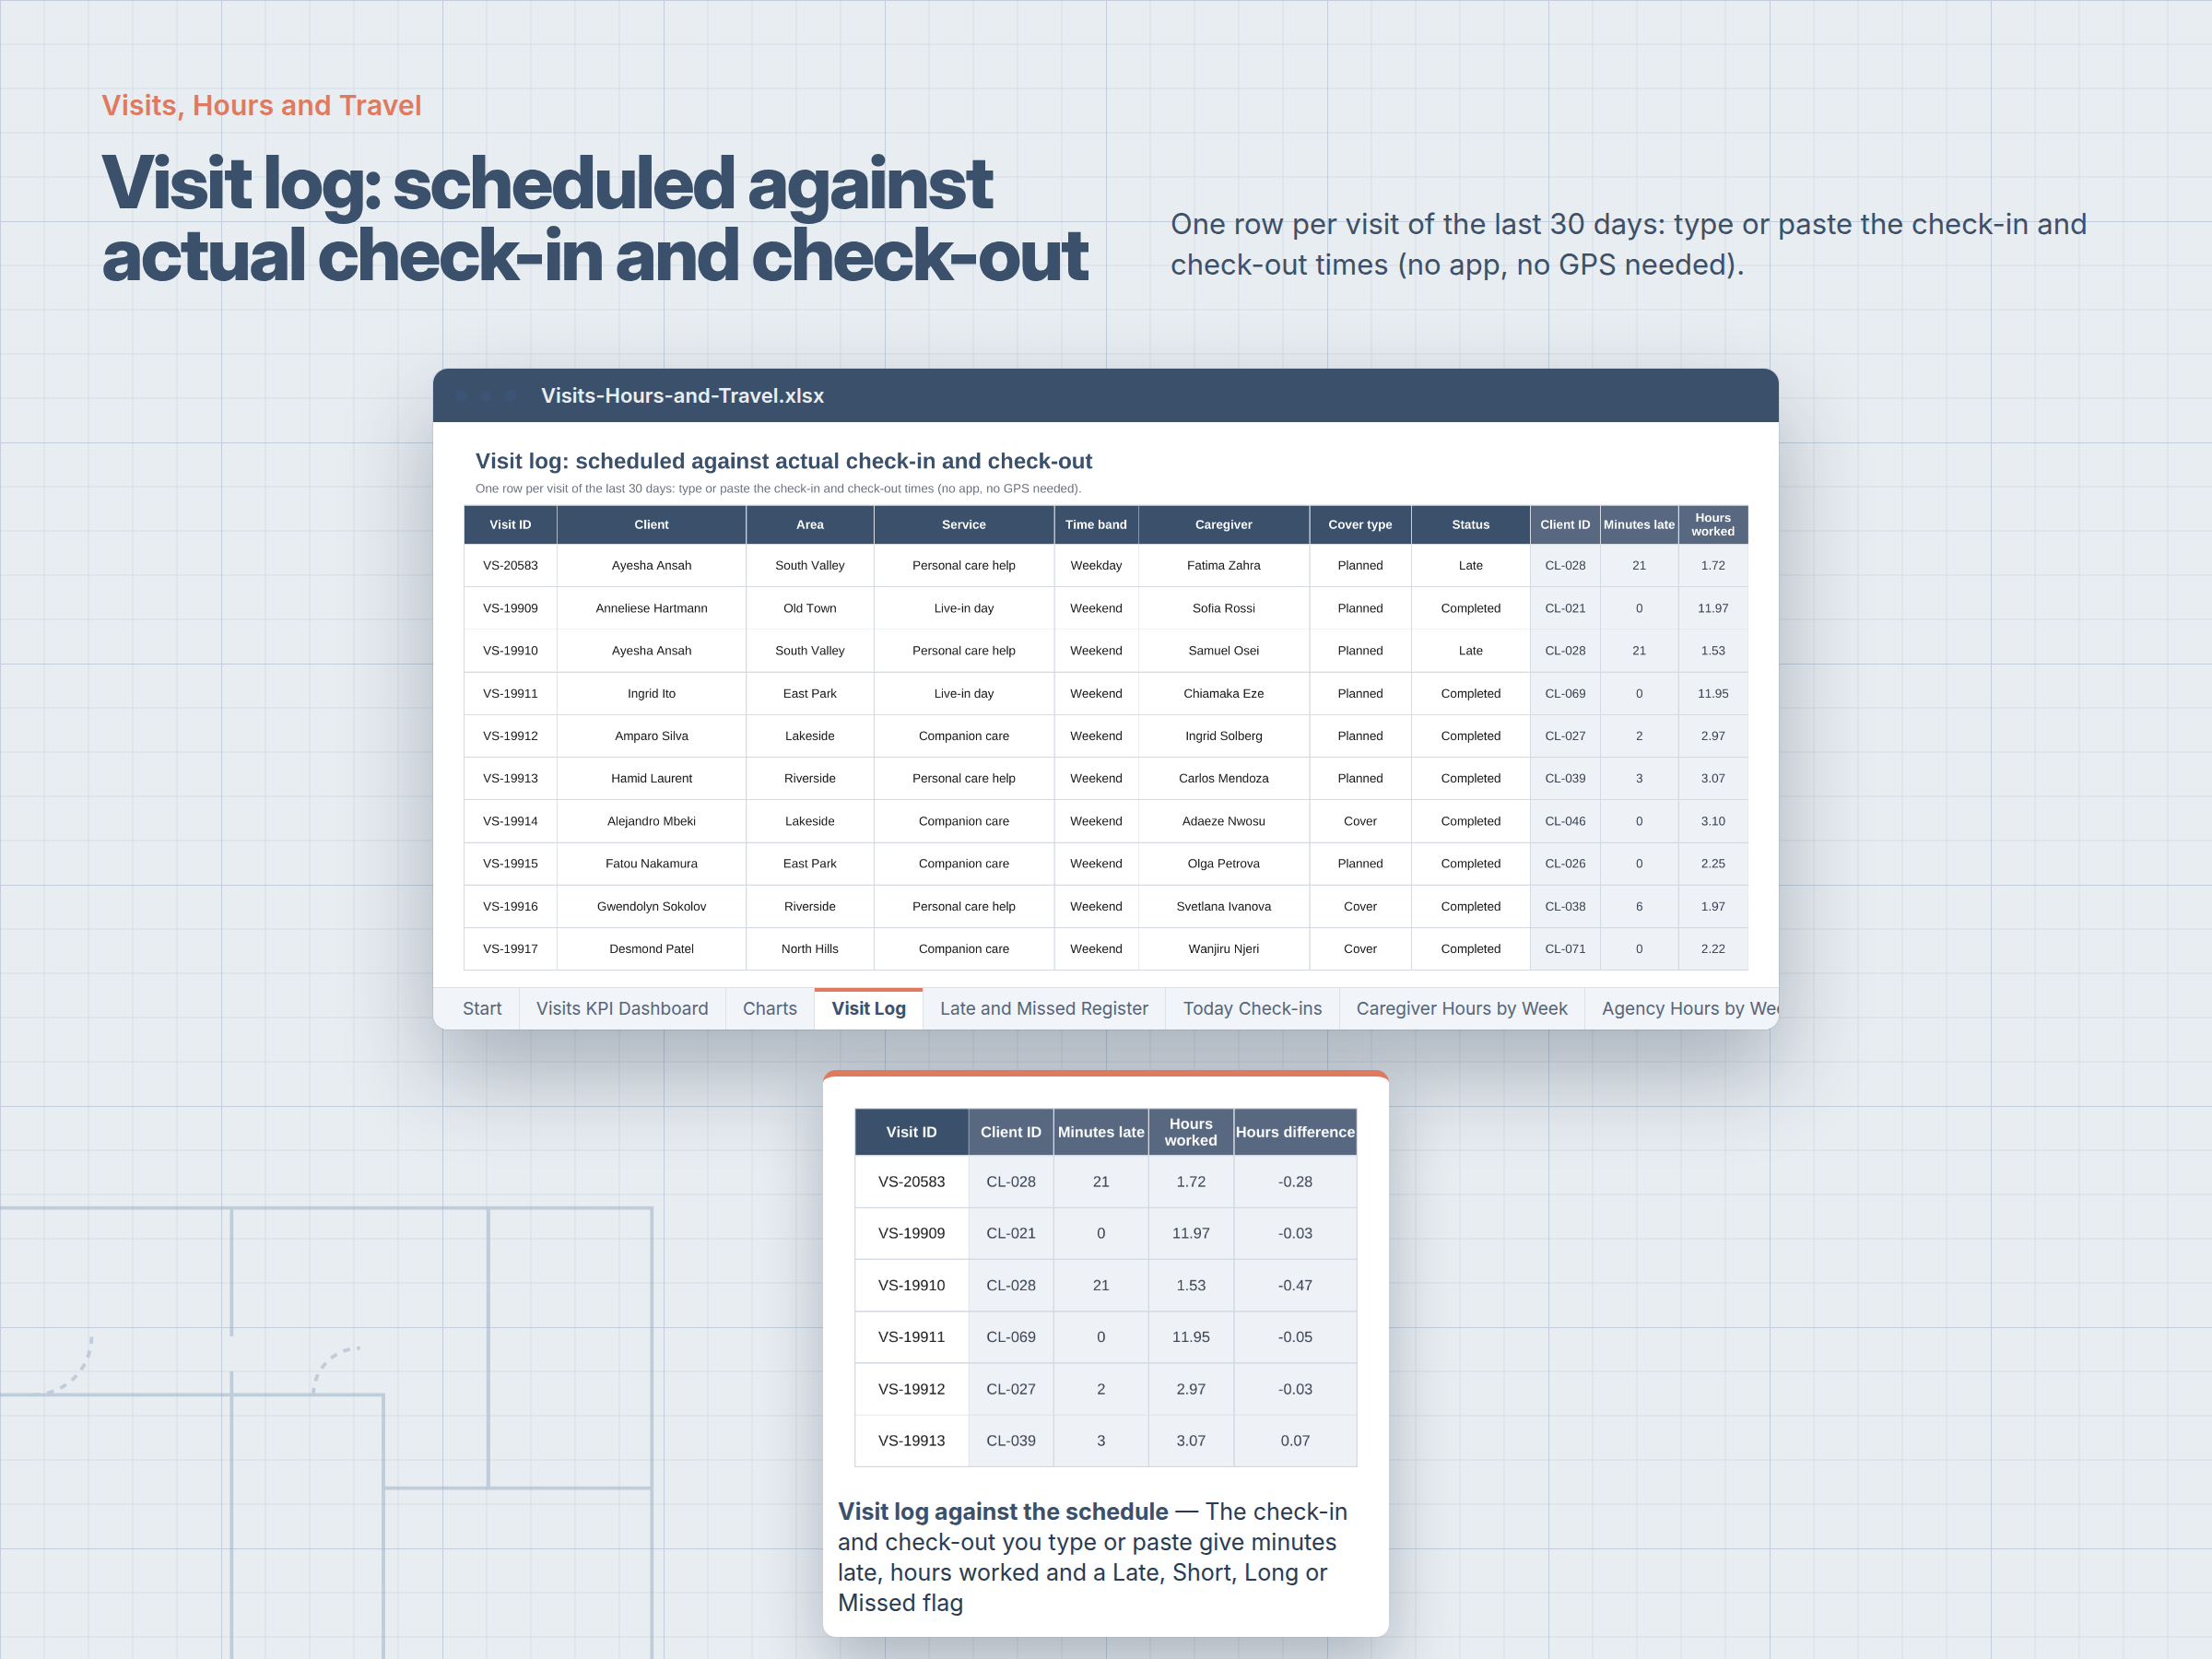 Visits, Hours and Travel
Visit log: scheduled against
actual check-in and check-out
One row per visit of the last 30 days: type or paste the check-in and
check-out times (no app, no GPS needed).
Visits-Hours-and-Travel.xlsx
Visit log: scheduled against actual check-in and check-out
One row per visit of the last 30 days: type or paste the check-in and check-out times (no app, no GPS needed).
Visit ID Client Area Service Time band Caregiver Cover type Status Client ID Minutes late Hours worked
VS-20583 Ayesha Ansah South Valley Personal care help Weekday Fatima Zahra Planned Late CL-028 21 1.72
VS-19909 Anneliese Hartmann Old Town Live-in day Weekend Sofia Rossi Planned Completed CL-021 0 11.97
VS-19910 Ayesha Ansah South Valley Personal care help Weekend Samuel Osei Planned Late CL-028 21 1.53
VS-19911 Ingrid Ito East Park Live-in day Weekend Chiamaka Eze Planned Completed CL-069 0 11.95
VS-19912 Amparo Silva Lakeside Companion care Weekend Ingrid Solberg Planned Completed CL-027 2 2.97
VS-19913 Hamid Laurent Riverside Personal care help Weekend Carlos Mendoza Planned Completed CL-039 3 3.07
VS-19914 Alejandro Mbeki Lakeside Companion care Weekend Adaeze Nwosu Cover Completed CL-046 0 3.10
VS-19915 Fatou Nakamura East Park Companion care Weekend Olga Petrova Planned Completed CL-026 0 2.25
VS-19916 Gwendolyn Sokolov Riverside Personal care help Weekend Svetlana Ivanova Cover Completed CL-038 6 1.97
VS-19917 Desmond Patel North Hills Companion care Weekend Wanjiru Njeri Cover Completed CL-071 0 2.22
Start Visits KPI Dashboard Charts Visit Log Late and Missed Register Today Check-ins Caregiver Hours by Week Agency Hours by
Visit ID Client ID Minutes late Hours worked Hours difference
VS-20583 CL-028 21 1.72 -0.28
VS-19909 CL-021 0 11.97 -0.03
VS-19910 CL-028 21 1.53 -0.47
VS-19911 CL-069 0 11.95 -0.05
VS-19912 CL-027 2 2.97 -0.03
VS-19913 CL-039 3 3.07 0.07
Visit log against the schedule — The check-in
and check-out you type or paste give minutes
late, hours worked and a Late, Short, Long or
Missed flag